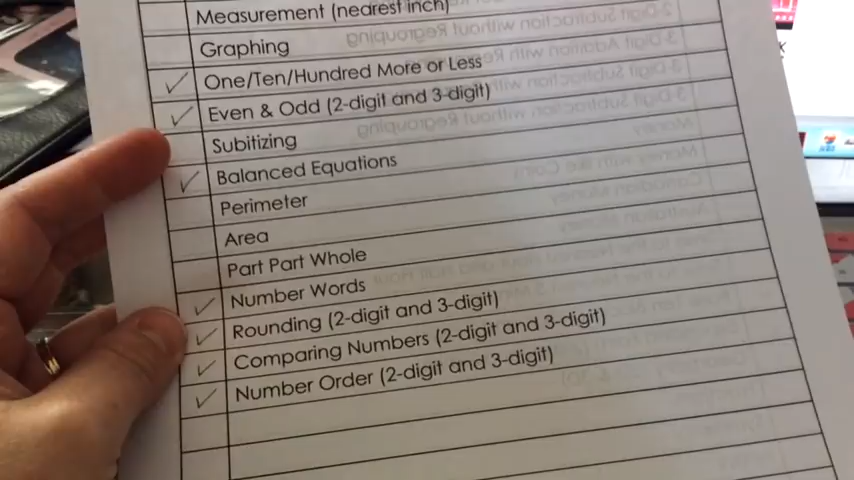 Measurement (nearest inch)
Graphing
✓ One/Ten/Hundred More or Less
✓ Even & Odd (2-digit and 3-digit)
Subitizing
✓ Balanced Equations
Perimeter
Area
Part Part Whole
✓ Number Words
✓ Rounding (2-digit and 3-digit)
✓ Comparing Numbers (2-digit and 3-digit)
✓ Number Order (2-digit and 3-digit)